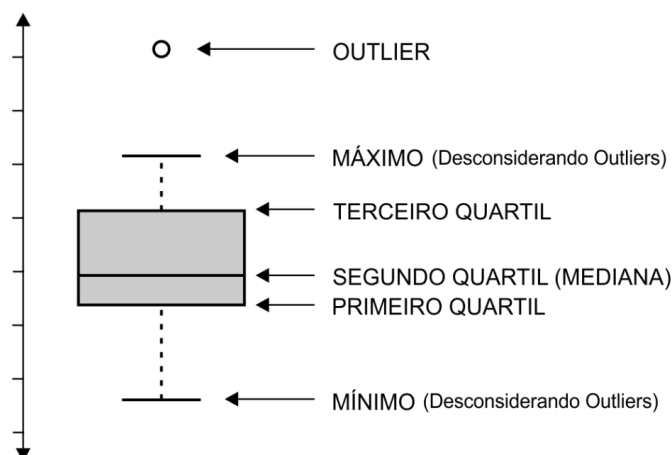 OUTLIER
MÁXIMO (Desconsiderando Outliers)
TERCEIRO QUARTIL
SEGUNDO QUARTIL (MEDIANA)
PRIMEIRO QUARTIL
MÍNIMO (Desconsiderando Outliers)